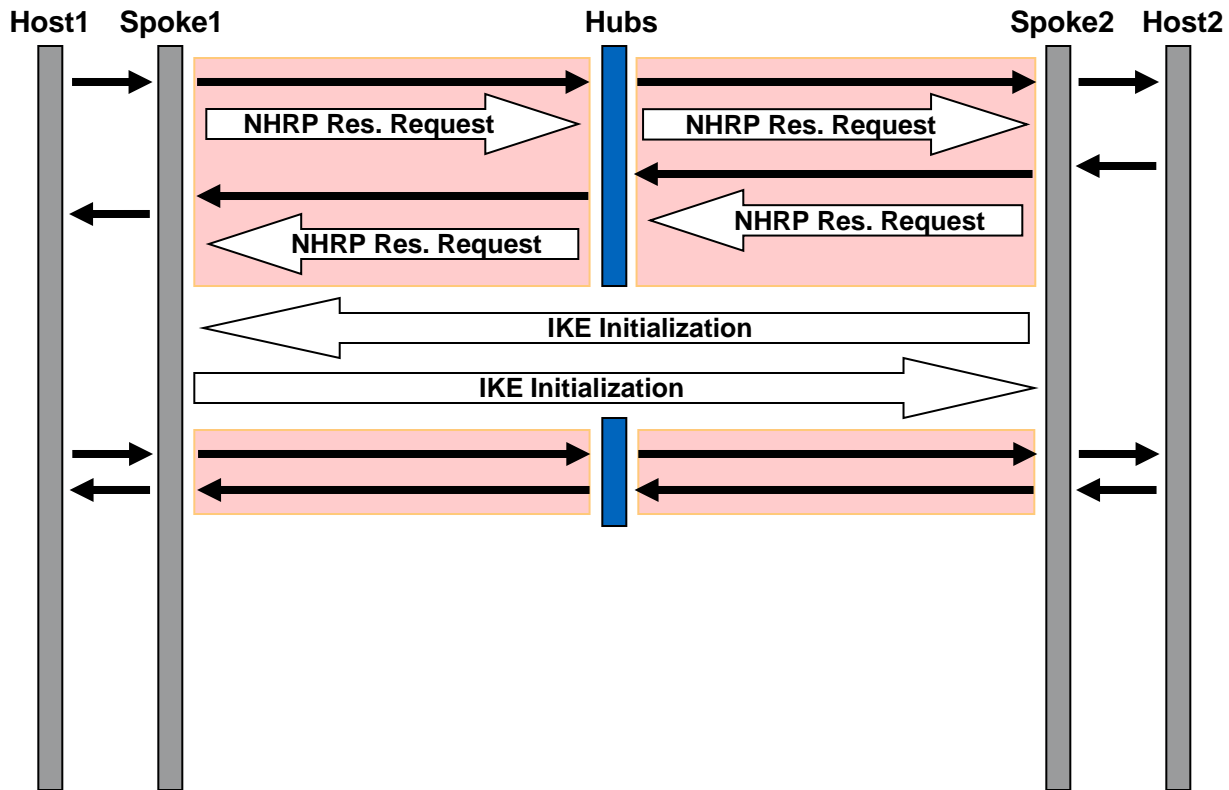 Host1 Spoke1 Hubs Spoke2 Host2
NHRP Res. Request NHRP Res. Request
NHRP Res. Request
NHRP Res. Request
IKE Initialization
IKE Initialization